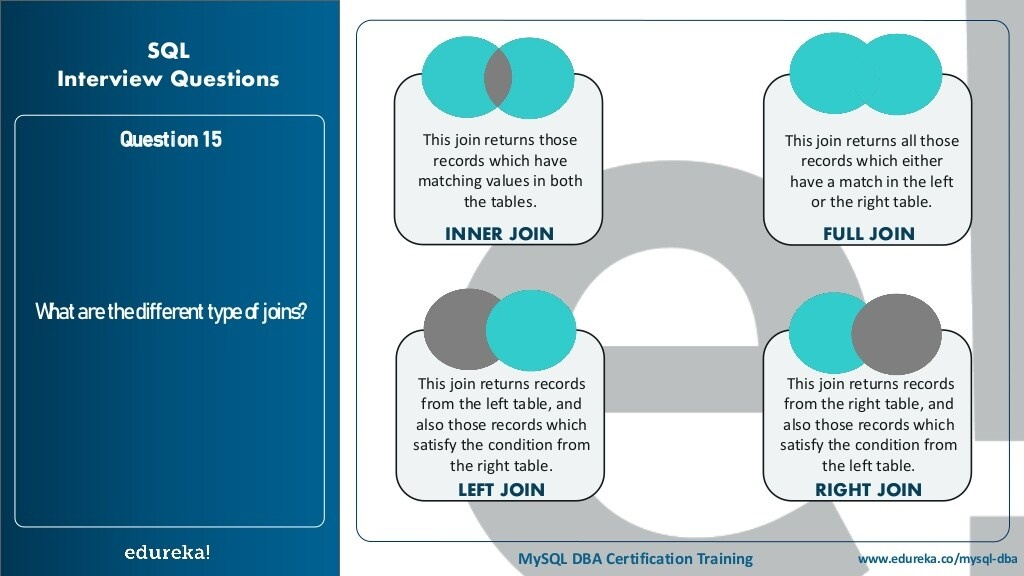 SQL
Interview Questions
Question 15
What are the different type of joins?
edureka!
This join returns those
records which have
matching values in both
the tables.
INNER JOIN
This join returns all those
records which either
have a match in the left
or the right table.
FULL JOIN
This join returns records
from the left table, and
also those records which
satisfy the condition from
the right table.
LEFT JOIN
This join returns records
from the right table, and
also those records which
satisfy the condition from
the left table.
RIGHT JOIN
MySQL DBA Certification Training
www.edureka.co/mysql-dba